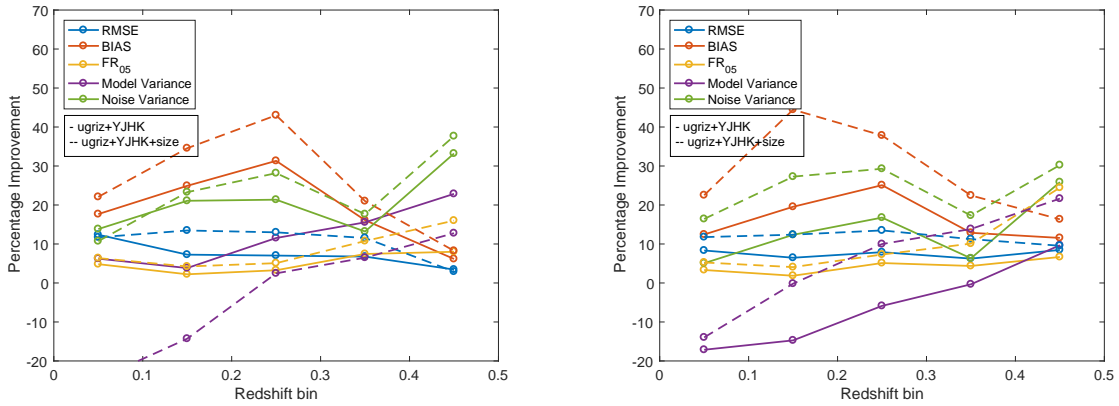 70
60
50
40
30
20
10
0
-10
-20
Percentage Improvement
RMSE
BIAS
FR05
Model Variance
Noise Variance
- ugriz+YJHK
-- ugriz+YJHK+size
0 0.1 0.2 0.3 0.4 0.5
Redshift bin
70
60
50
40
30
20
10
0
-10
-20
Percentage Improvement
RMSE
BIAS
FR05
Model Variance
Noise Variance
- ugriz+YJHK
-- ugriz+YJHK+size
0 0.1 0.2 0.3 0.4 0.5
Redshift bin